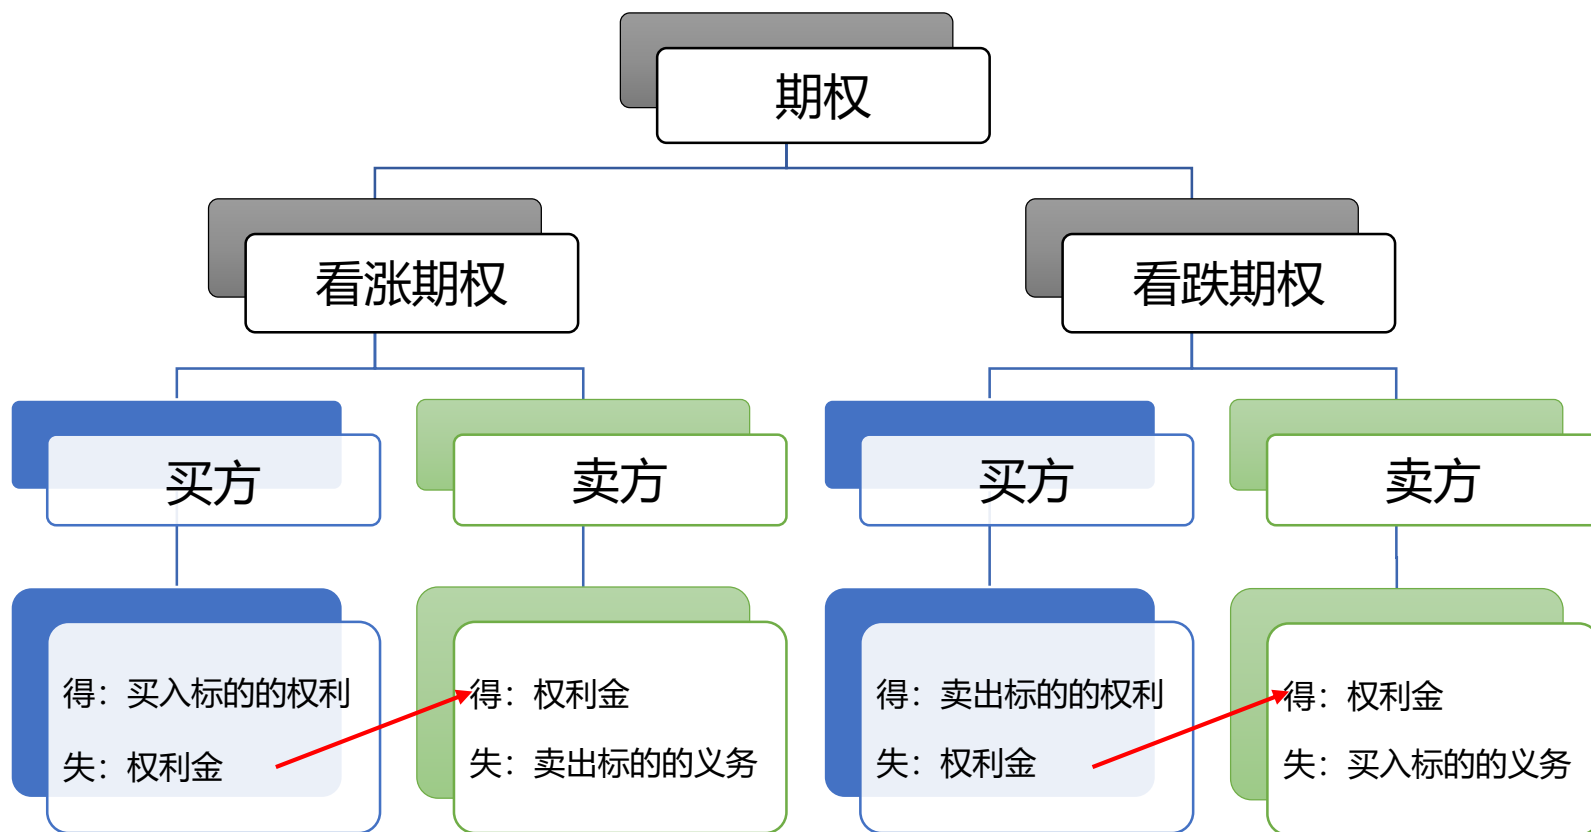 期权
看涨期权
看跌期权
买方
卖方
买方
卖方
得：买入标的的权利
失：权利金
得：权利金
失：卖出标的的义务
得：卖出标的的权利
失：权利金
得：权利金
失：买入标的的义务